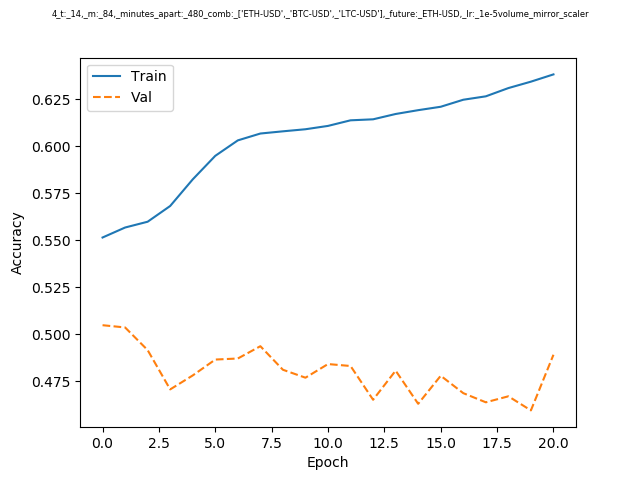 4_t:_14,_m:_84,_minutes_apart:_480_comb:_['ETH-USD',_'BTC-USD',_'LTC-USD'],_future:_ETH-USD,_lr:_1e-5volume_mirror_scaler
Train
Val
0.625
0.600
0.575
0.550
0.525
0.500
0.475
Accuracy
0.0 2.5 5.0 7.5 10.0 12.5 15.0 17.5 20.0
Epoch